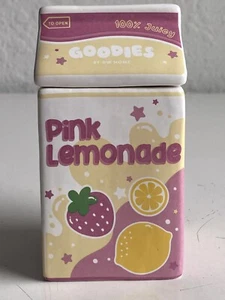 TO OPEN
100% Juicy
GOODIES
Pink
Lemonade